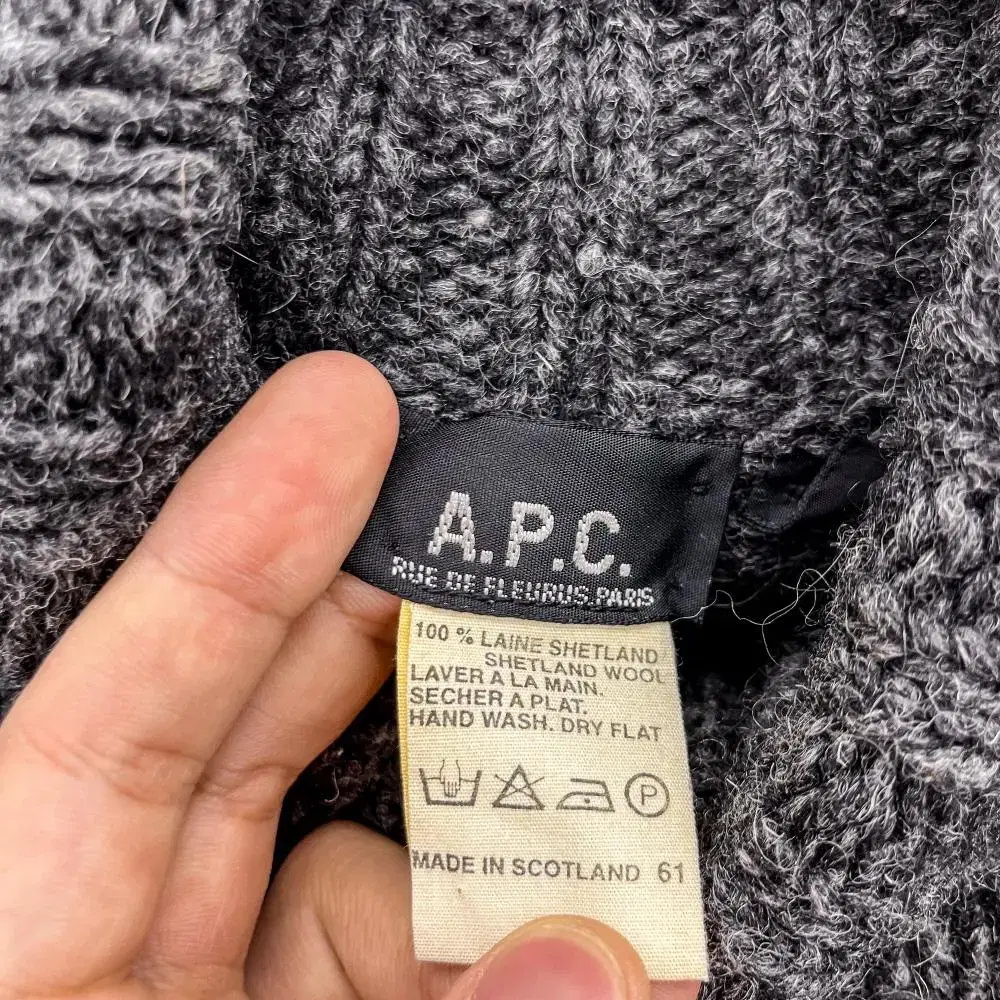 A.P.C.
RUE DE FLEURUS.PARIS
100 % LAINE SHETLAND
SHETLAND WOOL
LAVER A LA MAIN.
SECHER A PLAT.
HAND WASH. DRY FLAT
P
MADE IN SCOTLAND 61